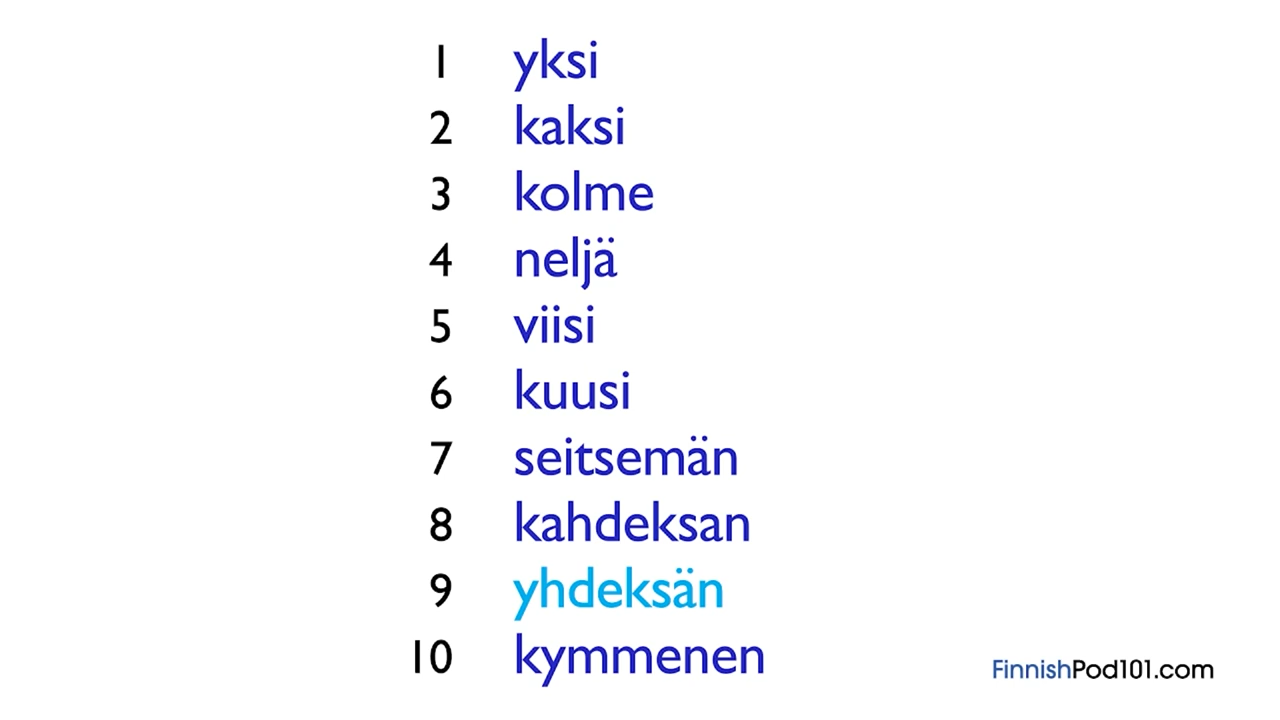 1 yksi
2 kaksi
3 kolme
4 neljä
5 viisi
6 kuusi
7 seitsemän
8 kahdeksan
9 yhdeksän
10 kymmenen
FinnishPod101.com